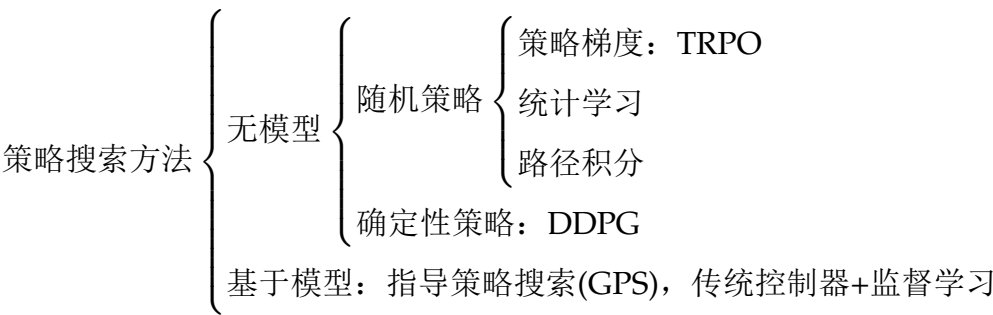 策略搜索方法
无模型
随机策略
策略梯度：TRPO
统计学习
路径积分
确定性策略：DDPG
基于模型：指导策略搜索(GPS)，传统控制器+监督学习